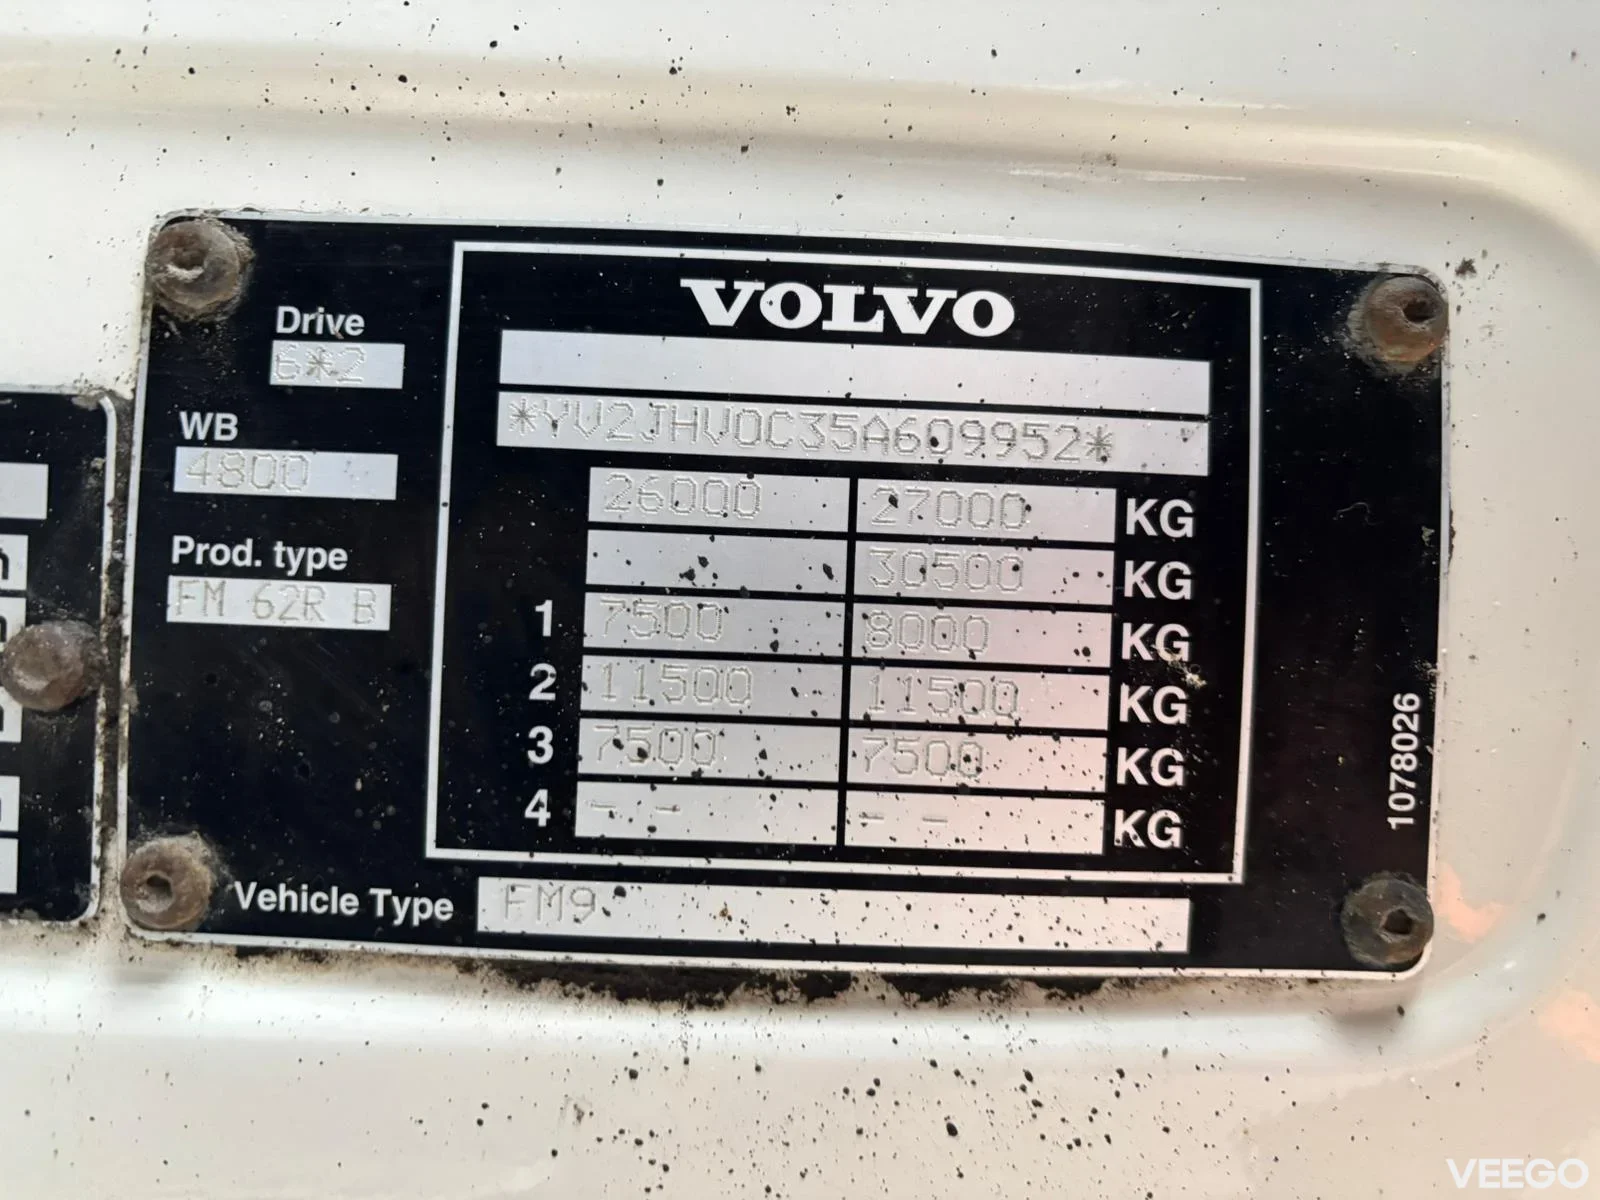 VOLVO
Drive
6*2
*YV2JHV0C35A609952*
WB
4800
26000 27000 KG
30500 KG
Prod. type
FM 62R B
1 7500 8000 KG
2 11500 11500 KG
3 7500 7500 KG
4 - - - - KG
Vehicle Type FM9
1078026
VEEGO